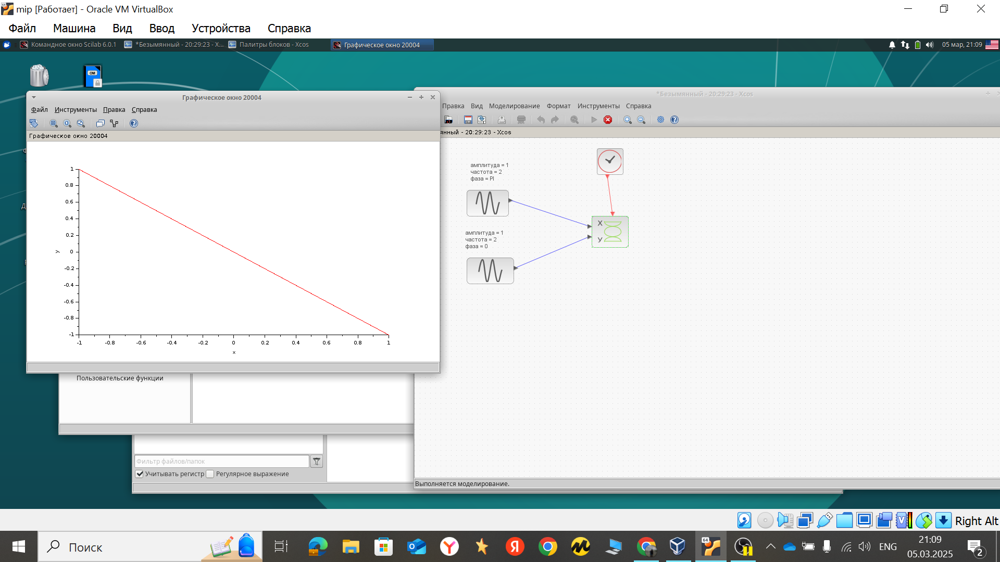 mip [Работает] - Oracle VM VirtualBox
Файл Машина Вид Ввод Устройства Справка
Командное окно Scilab 6.0.1 *Безымянный - 20:29:23 - X... Палитры блоков - Xcos Графическое окно 20004 05 мар, 21:09
OM
Графическое окно 20004
Файл Инструменты Правка Справка
Графическое окно 20004
1
0.8
0.6
0.4
0.2
0
-0.2
-0.4
-0.6
-0.8
-1
y
-1 -0.8 -0.6 -0.4 -0.2 0 0.2 0.4 0.6 0.8 1
x
*Безымянный - 20:29:23 - Xcos
Правка Вид Моделирование Формат Инструменты Справка
янный - 20:29:23 - Xcos
амплитуда = 1
частота = 2
фаза = PI
амплитуда = 1
частота = 2
фаза = 0
X
У
Пользовательские функции
Фильтр файлов/папок
Учитывать регистр Регулярное выражение
Выполняется моделирование.
Right Alt
Поиск
64
ENG
21:09
05.03.2025
2